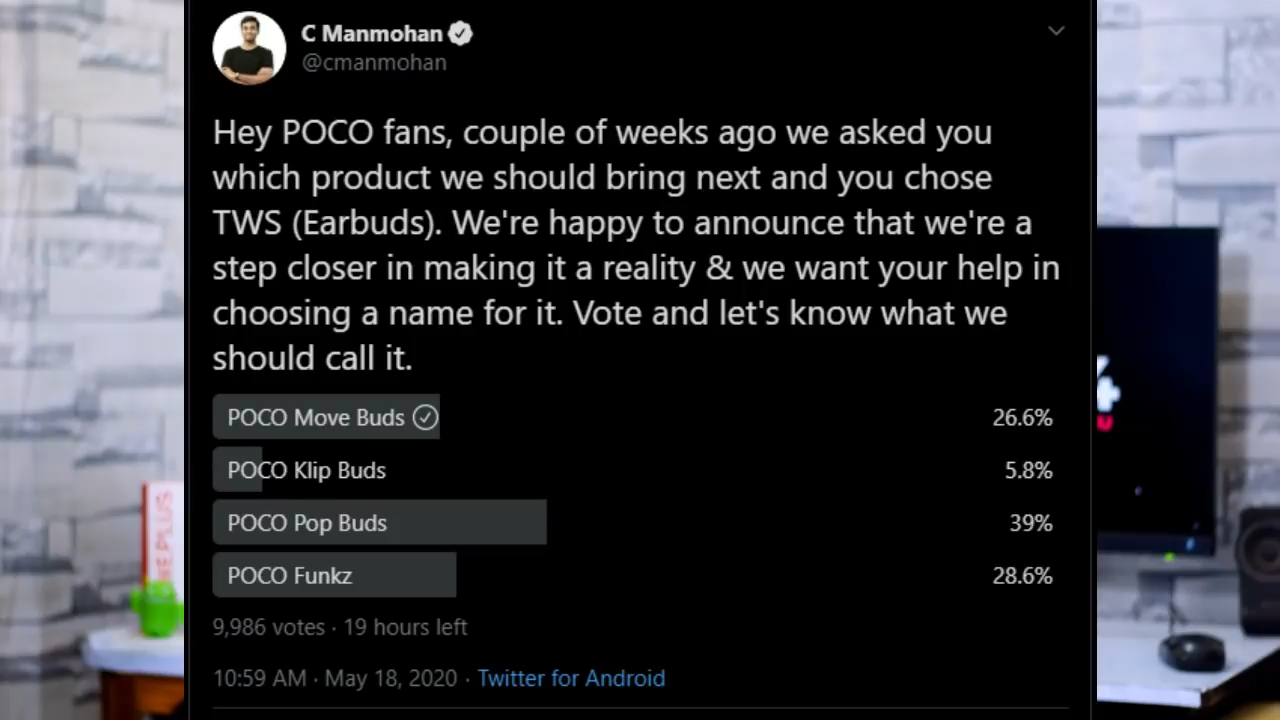 C Manmohan
@cmanmohan
Hey POCO fans, couple of weeks ago we asked you
which product we should bring next and you chose
TWS (Earbuds). We're happy to announce that we're a
step closer in making it a reality & we want your help in
choosing a name for it. Vote and let's know what we
should call it.
POCO Move Buds 26.6%
POCO Klip Buds 5.8%
POCO Pop Buds 39%
POCO Funkz 28.6%
9,986 votes · 19 hours left
10:59 AM · May 18, 2020 · Twitter for Android